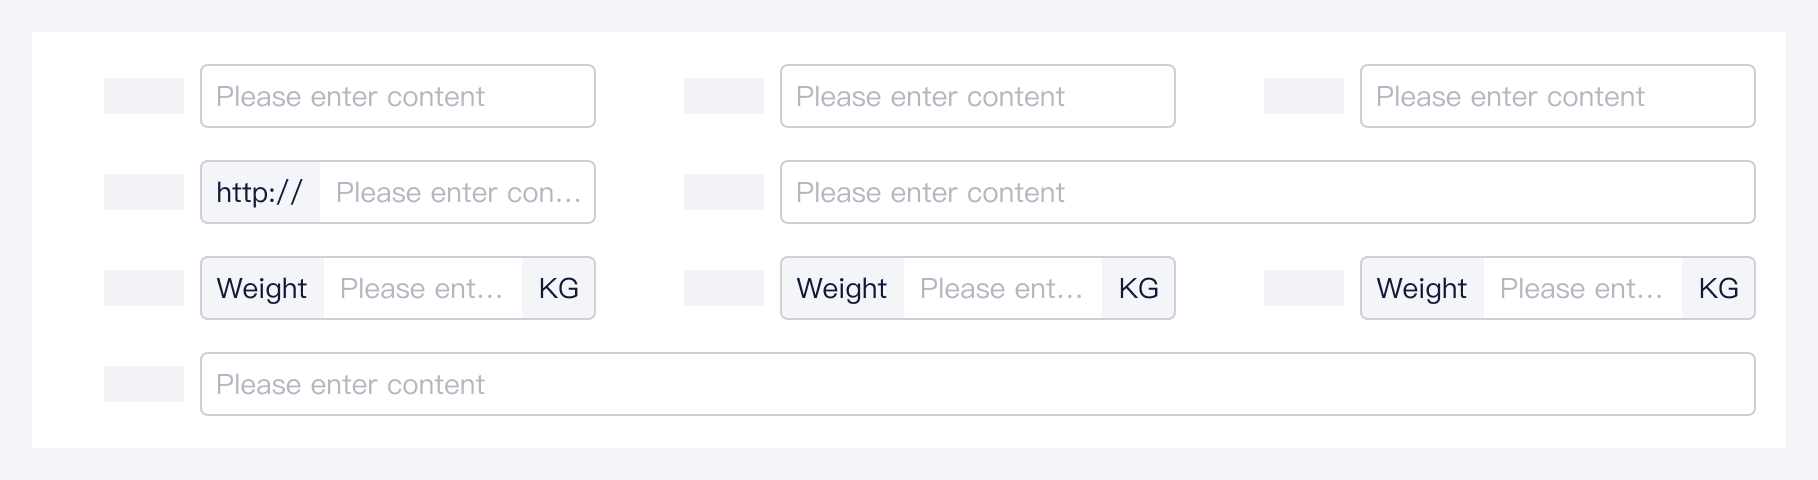 Please enter content Please enter content Please enter content
http:// Please enter con... Please enter content
Weight Please ent... KG Weight Please ent... KG Weight Please ent... KG
Please enter content